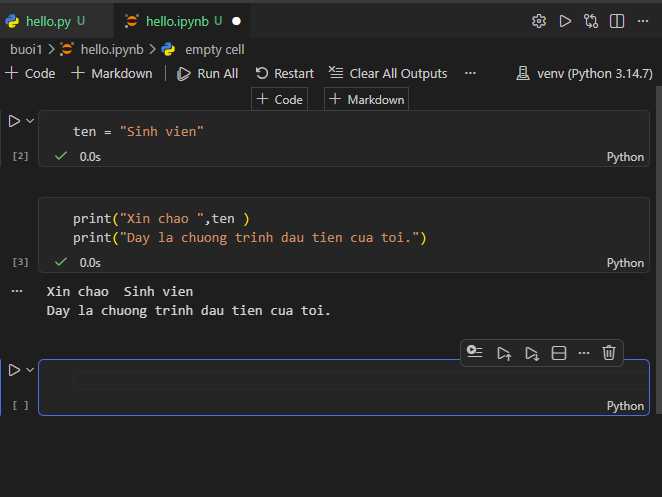 hello.py U hello.ipynb U
buoi1 > hello.ipynb > empty cell
+ Code + Markdown | Run All Restart Clear All Outputs ... venv (Python 3.14.7)
+ Code + Markdown
ten = "Sinh vien"
[2] 0.0s Python
print("Xin chao ",ten )
print("Day la chuong trinh dau tien cua toi.")
[3] 0.0s Python
... Xin chao  Sinh vien
Day la chuong trinh dau tien cua toi.
[ ] Python